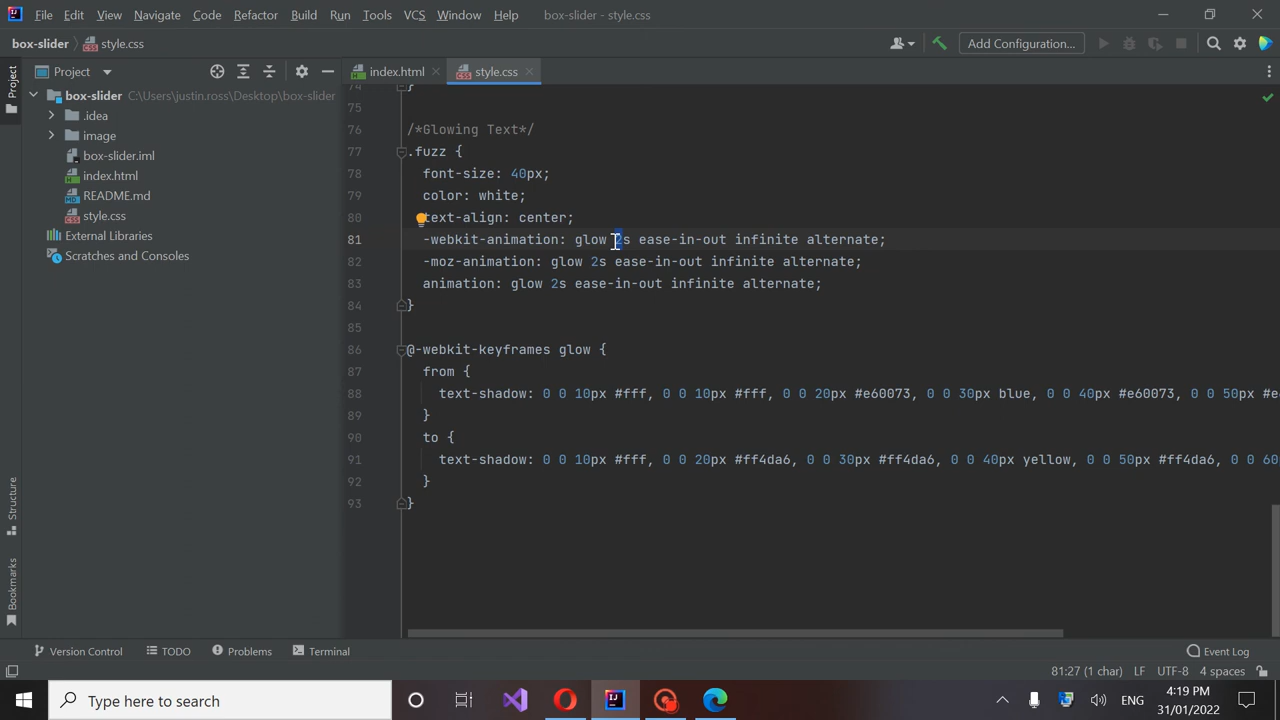 File Edit View Navigate Code Refactor Build Run Tools VCS Window Help box-slider - style.css
box-slider style.css Add Configuration...
Project
Project index.html style.css
box-slider C:\Users\justin.ross\Desktop\box-slider
.idea
image
box-slider.iml
index.html
README.md
style.css
External Libraries
Scratches and Consoles
74 }
75
76 /*Glowing Text*/
77 .fuzz {
78 font-size: 40px;
79 color: white;
80 text-align: center;
81 -webkit-animation: glow 2s ease-in-out infinite alternate;
82 -moz-animation: glow 2s ease-in-out infinite alternate;
83 animation: glow 2s ease-in-out infinite alternate;
84 }
85
86 @-webkit-keyframes glow {
87 from {
88 text-shadow: 0 0 10px #fff, 0 0 10px #fff, 0 0 20px #e60073, 0 0 30px blue, 0 0 40px #e60073, 0 0 50px #e
89 }
90 to {
91 text-shadow: 0 0 10px #fff, 0 0 20px #ff4da6, 0 0 30px #ff4da6, 0 0 40px yellow, 0 0 50px #ff4da6, 0 0 60
92 }
93 }
Structure
Bookmarks
Version Control TODO Problems Terminal Event Log
81:27 (1 char) LF UTF-8 4 spaces
Type here to search
ENG
4:19 PM
31/01/2022